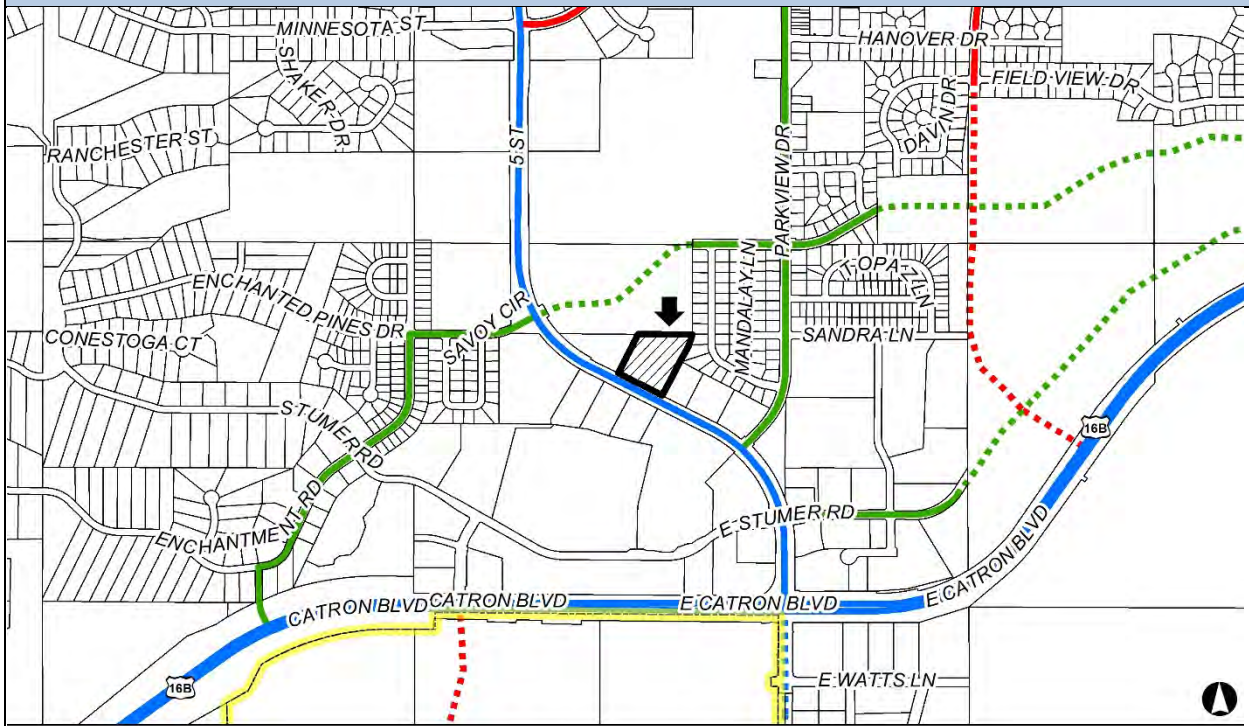 MINNESOTA ST
HANOVER DR
SHAKER DR
FIELD VIEW DR
5 ST
DAVIN DR
RANCHESTER ST
PARKVIEW DR
MANDALAY LN
TOPAZ LN
ENCHANTED PINES DR
SAVOY CIR
CONESTOGA CT
SANDRA LN
STUMER RD
16B
E STUMER RD
ENCHANTMENT RD
E CATRON BLVD
CATRON BLVD
CATRON BLVD
E CATRON BLVD
E WATTS LN
16B